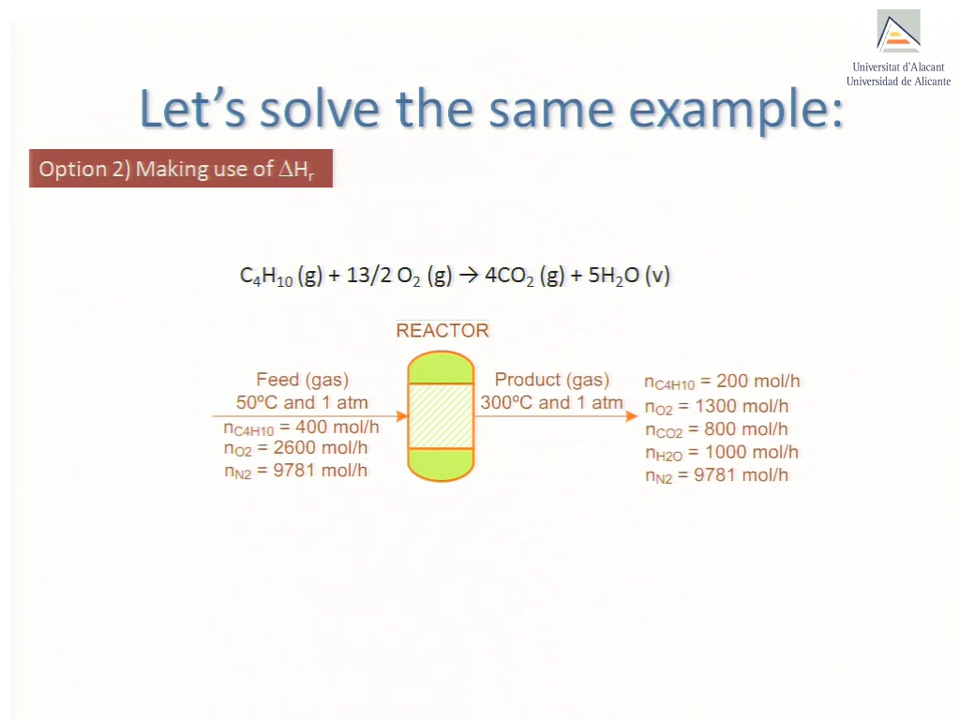 Universitat d'Alacant
Universidad de Alicante
Let's solve the same example:
Option 2) Making use of ΔHr
C4H10 (g) + 13/2 O2 (g) → 4CO2 (g) + 5H2O (v)
REACTOR
Feed (gas)
50ºC and 1 atm
nC4H10 = 400 mol/h
nO2 = 2600 mol/h
nN2 = 9781 mol/h
Product (gas)
300ºC and 1 atm
nC4H10 = 200 mol/h
nO2 = 1300 mol/h
nCO2 = 800 mol/h
nH2O = 1000 mol/h
nN2 = 9781 mol/h